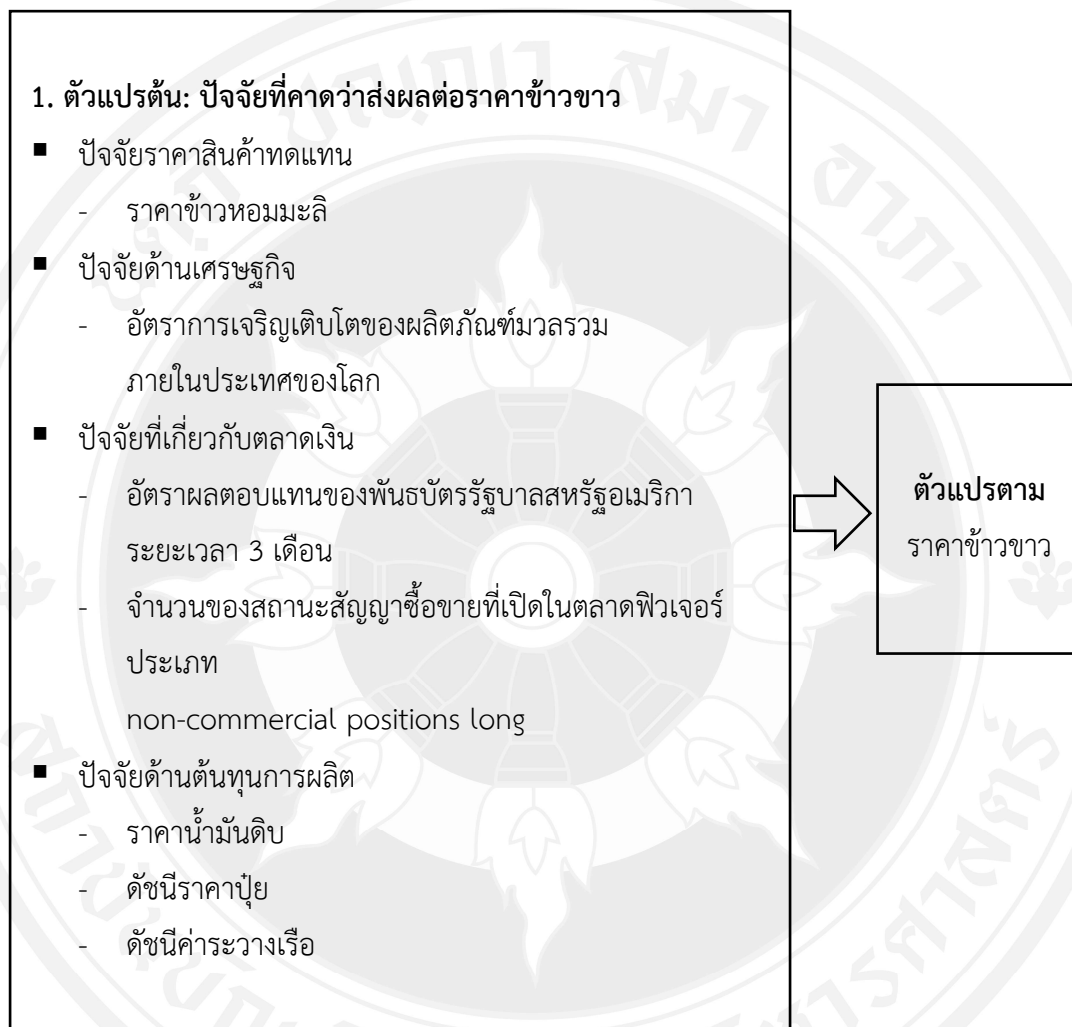 1. ตัวแปรต้น: ปัจจัยที่คาดว่าส่งผลต่อราคาข้าวขาว
▪ ปัจจัยราคาสินค้าทดแทน
- ราคาข้าวหอมมะลิ
▪ ปัจจัยด้านเศรษฐกิจ
- อัตราการเจริญเติบโตของผลิตภัณฑ์มวลรวม
ภายในประเทศของโลก
▪ ปัจจัยที่เกี่ยวกับตลาดเงิน
- อัตราผลตอบแทนของพันธบัตรรัฐบาลสหรัฐอเมริกา
ระยะเวลา 3 เดือน
- จำนวนของสถานะสัญญาซื้อขายที่เปิดในตลาดฟิวเจอร์
ประเภท
non-commercial positions long
▪ ปัจจัยด้านต้นทุนการผลิต
- ราคาน้ำมันดิบ
- ดัชนีราคาปุ๋ย
- ดัชนีค่าระวางเรือ
ตัวแปรตาม
ราคาข้าวขาว